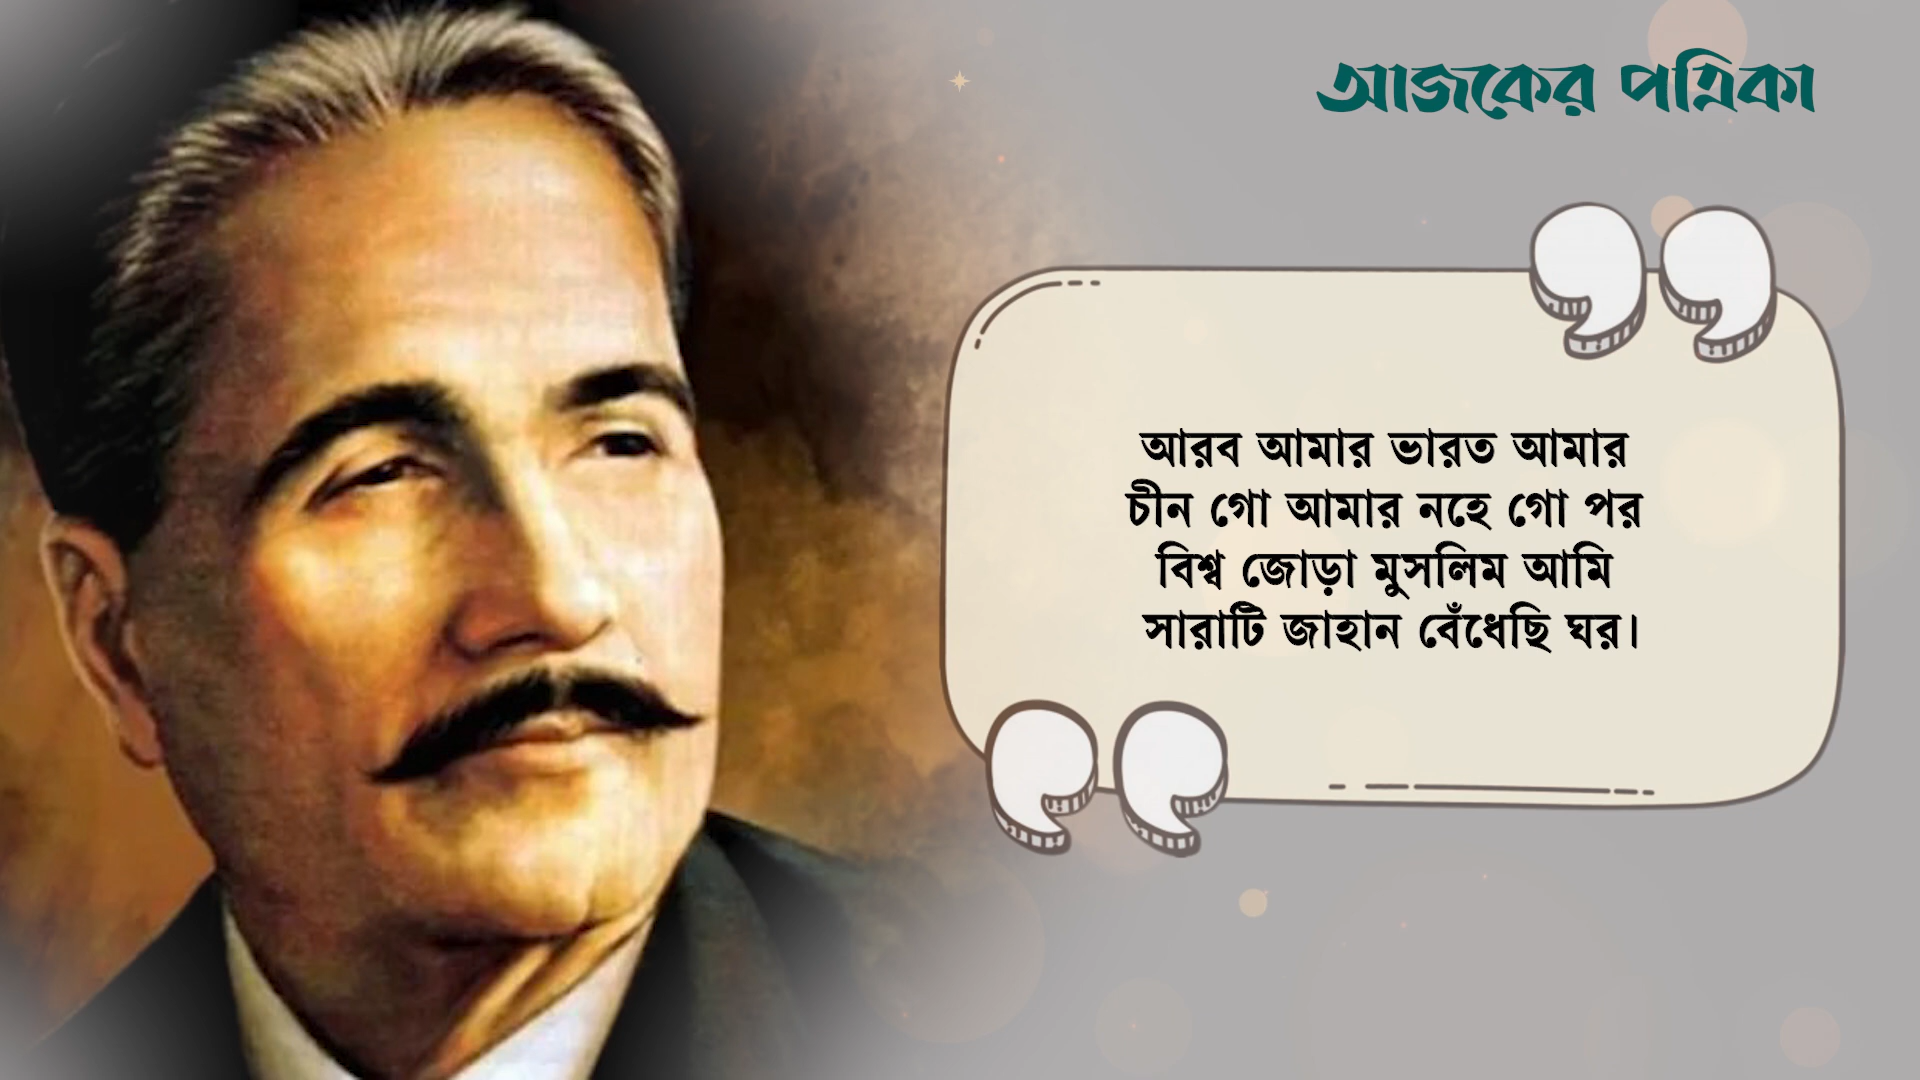 আজকের পত্রিকা
আরব আমার ভারত আমার
চীন গো আমার নহে গো পর
বিশ্ব জোড়া মুসলিম আমি
সারাটি জাহান বেঁধেছি ঘর।